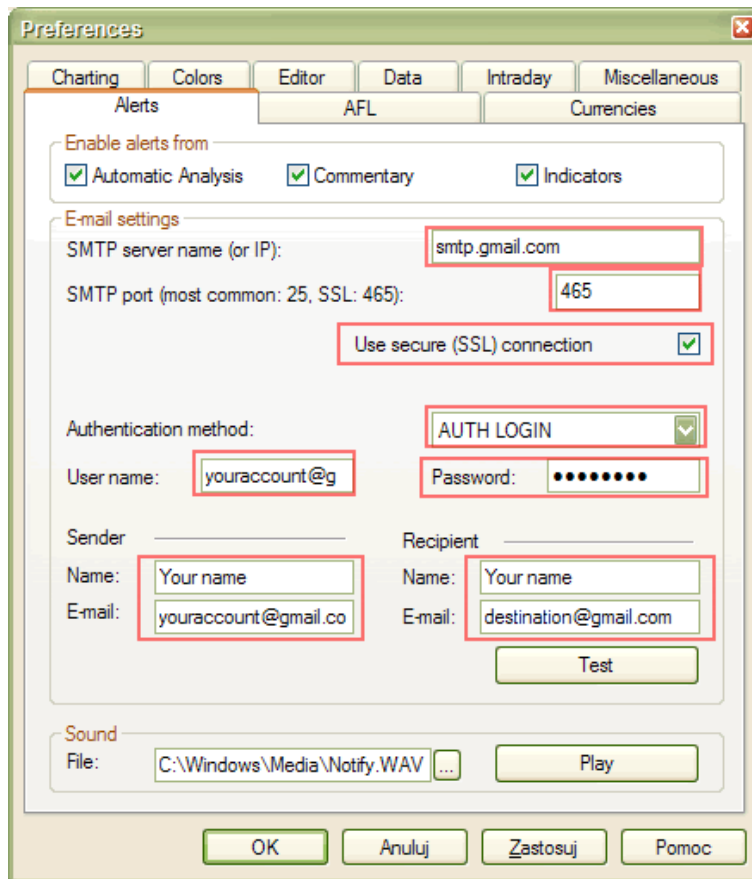 Preferences
Charting Colors Editor Data Intraday Miscellaneous
Alerts AFL Currencies
Enable alerts from
Automatic Analysis Commentary Indicators
E-mail settings
SMTP server name (or IP): smtp.gmail.com
SMTP port (most common: 25, SSL: 465): 465
Use secure (SSL) connection
Authentication method: AUTH LOGIN
User name: youraccount@g Password: ●●●●●●●●
Sender Recipient
Name: Your name Name: Your name
E-mail: youraccount@gmail.co E-mail: destination@gmail.com
Test
Sound
File: C:\Windows\Media\Notify.WAV ... Play
OK Anuluj Zastosuj Pomoc